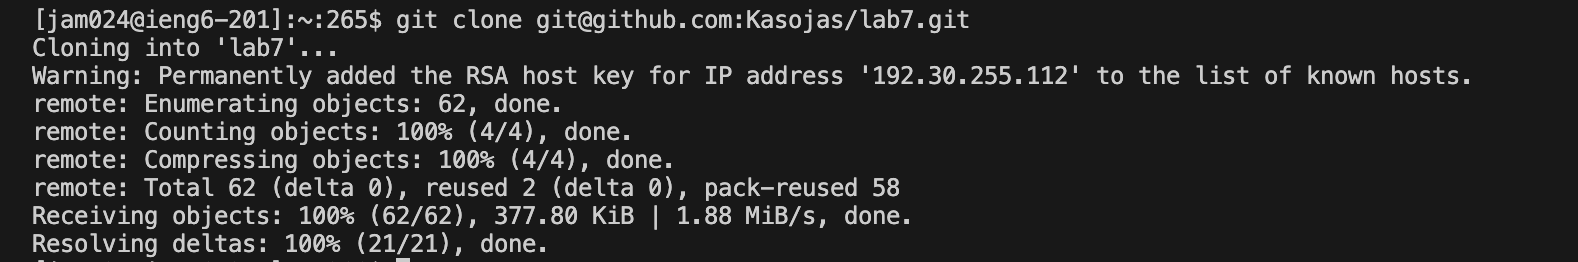 [jam024@ieng6-201]:~:265$ git clone git@github.com:Kasojas/lab7.git
Cloning into 'lab7'...
Warning: Permanently added the RSA host key for IP address '192.30.255.112' to the list of known hosts.
remote: Enumerating objects: 62, done.
remote: Counting objects: 100% (4/4), done.
remote: Compressing objects: 100% (4/4), done.
remote: Total 62 (delta 0), reused 2 (delta 0), pack-reused 58
Receiving objects: 100% (62/62), 377.80 KiB | 1.88 MiB/s, done.
Resolving deltas: 100% (21/21), done.